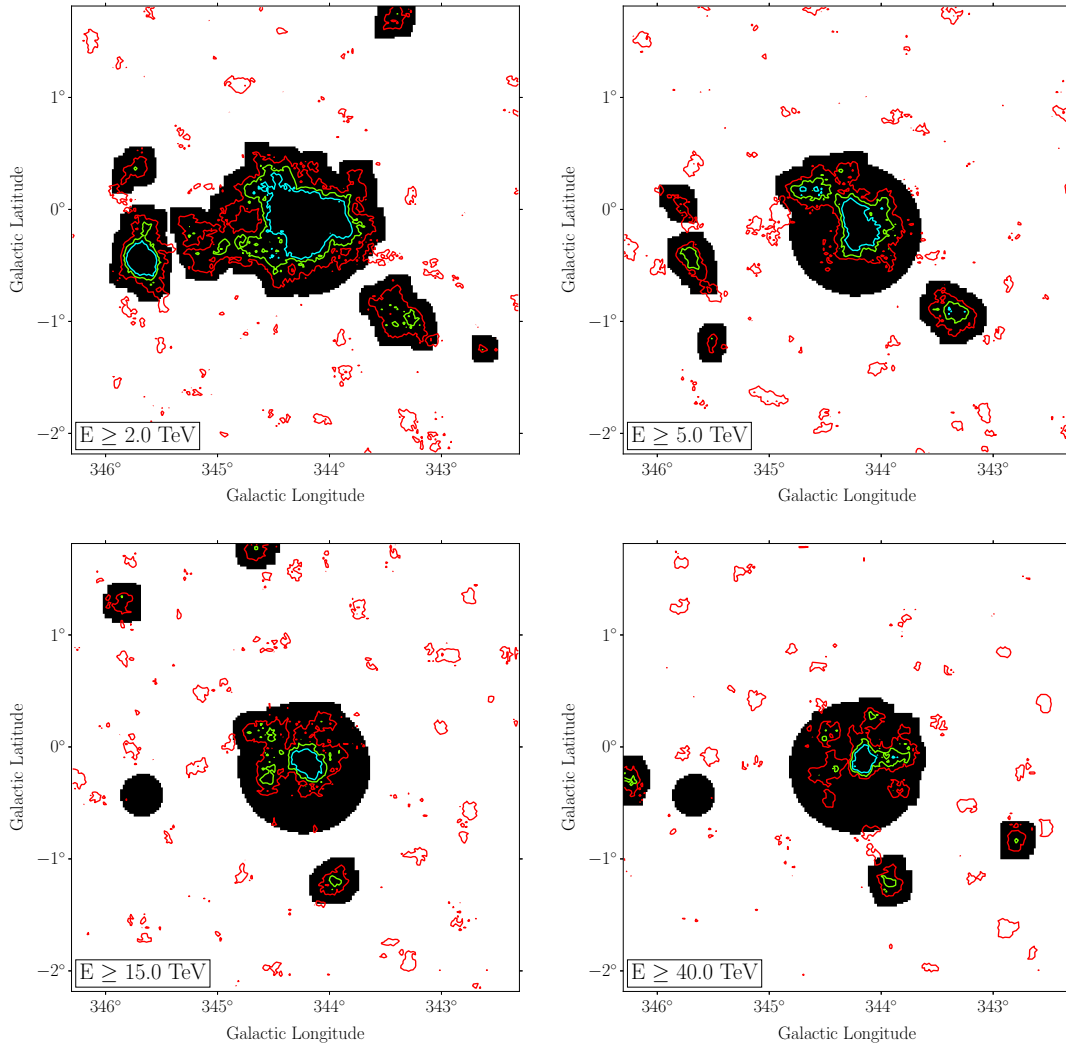 1°
0°
−1°
−2°
Galactic Latitude
E ≥ 2.0 TeV
346°
345°
344°
343°
Galactic Longitude
1°
0°
−1°
−2°
Galactic Latitude
E ≥ 5.0 TeV
346°
345°
344°
343°
Galactic Longitude
1°
0°
−1°
−2°
Galactic Latitude
E ≥ 15.0 TeV
346°
345°
344°
343°
Galactic Longitude
1°
0°
−1°
−2°
Galactic Latitude
E ≥ 40.0 TeV
346°
345°
344°
343°
Galactic Longitude